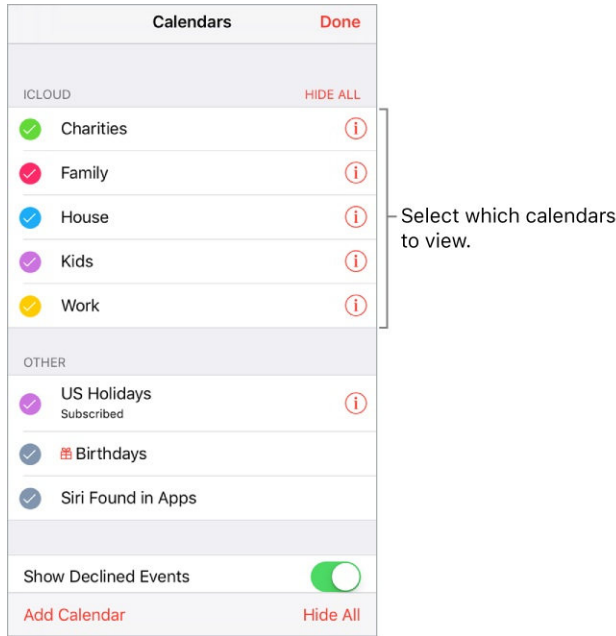 Calendars Done
ICLOUD HIDE ALL
Charities
Family
House
Kids
Work
Select which calendars
to view.
OTHER
US Holidays
Subscribed
Birthdays
Siri Found in Apps
Show Declined Events
Add Calendar Hide All